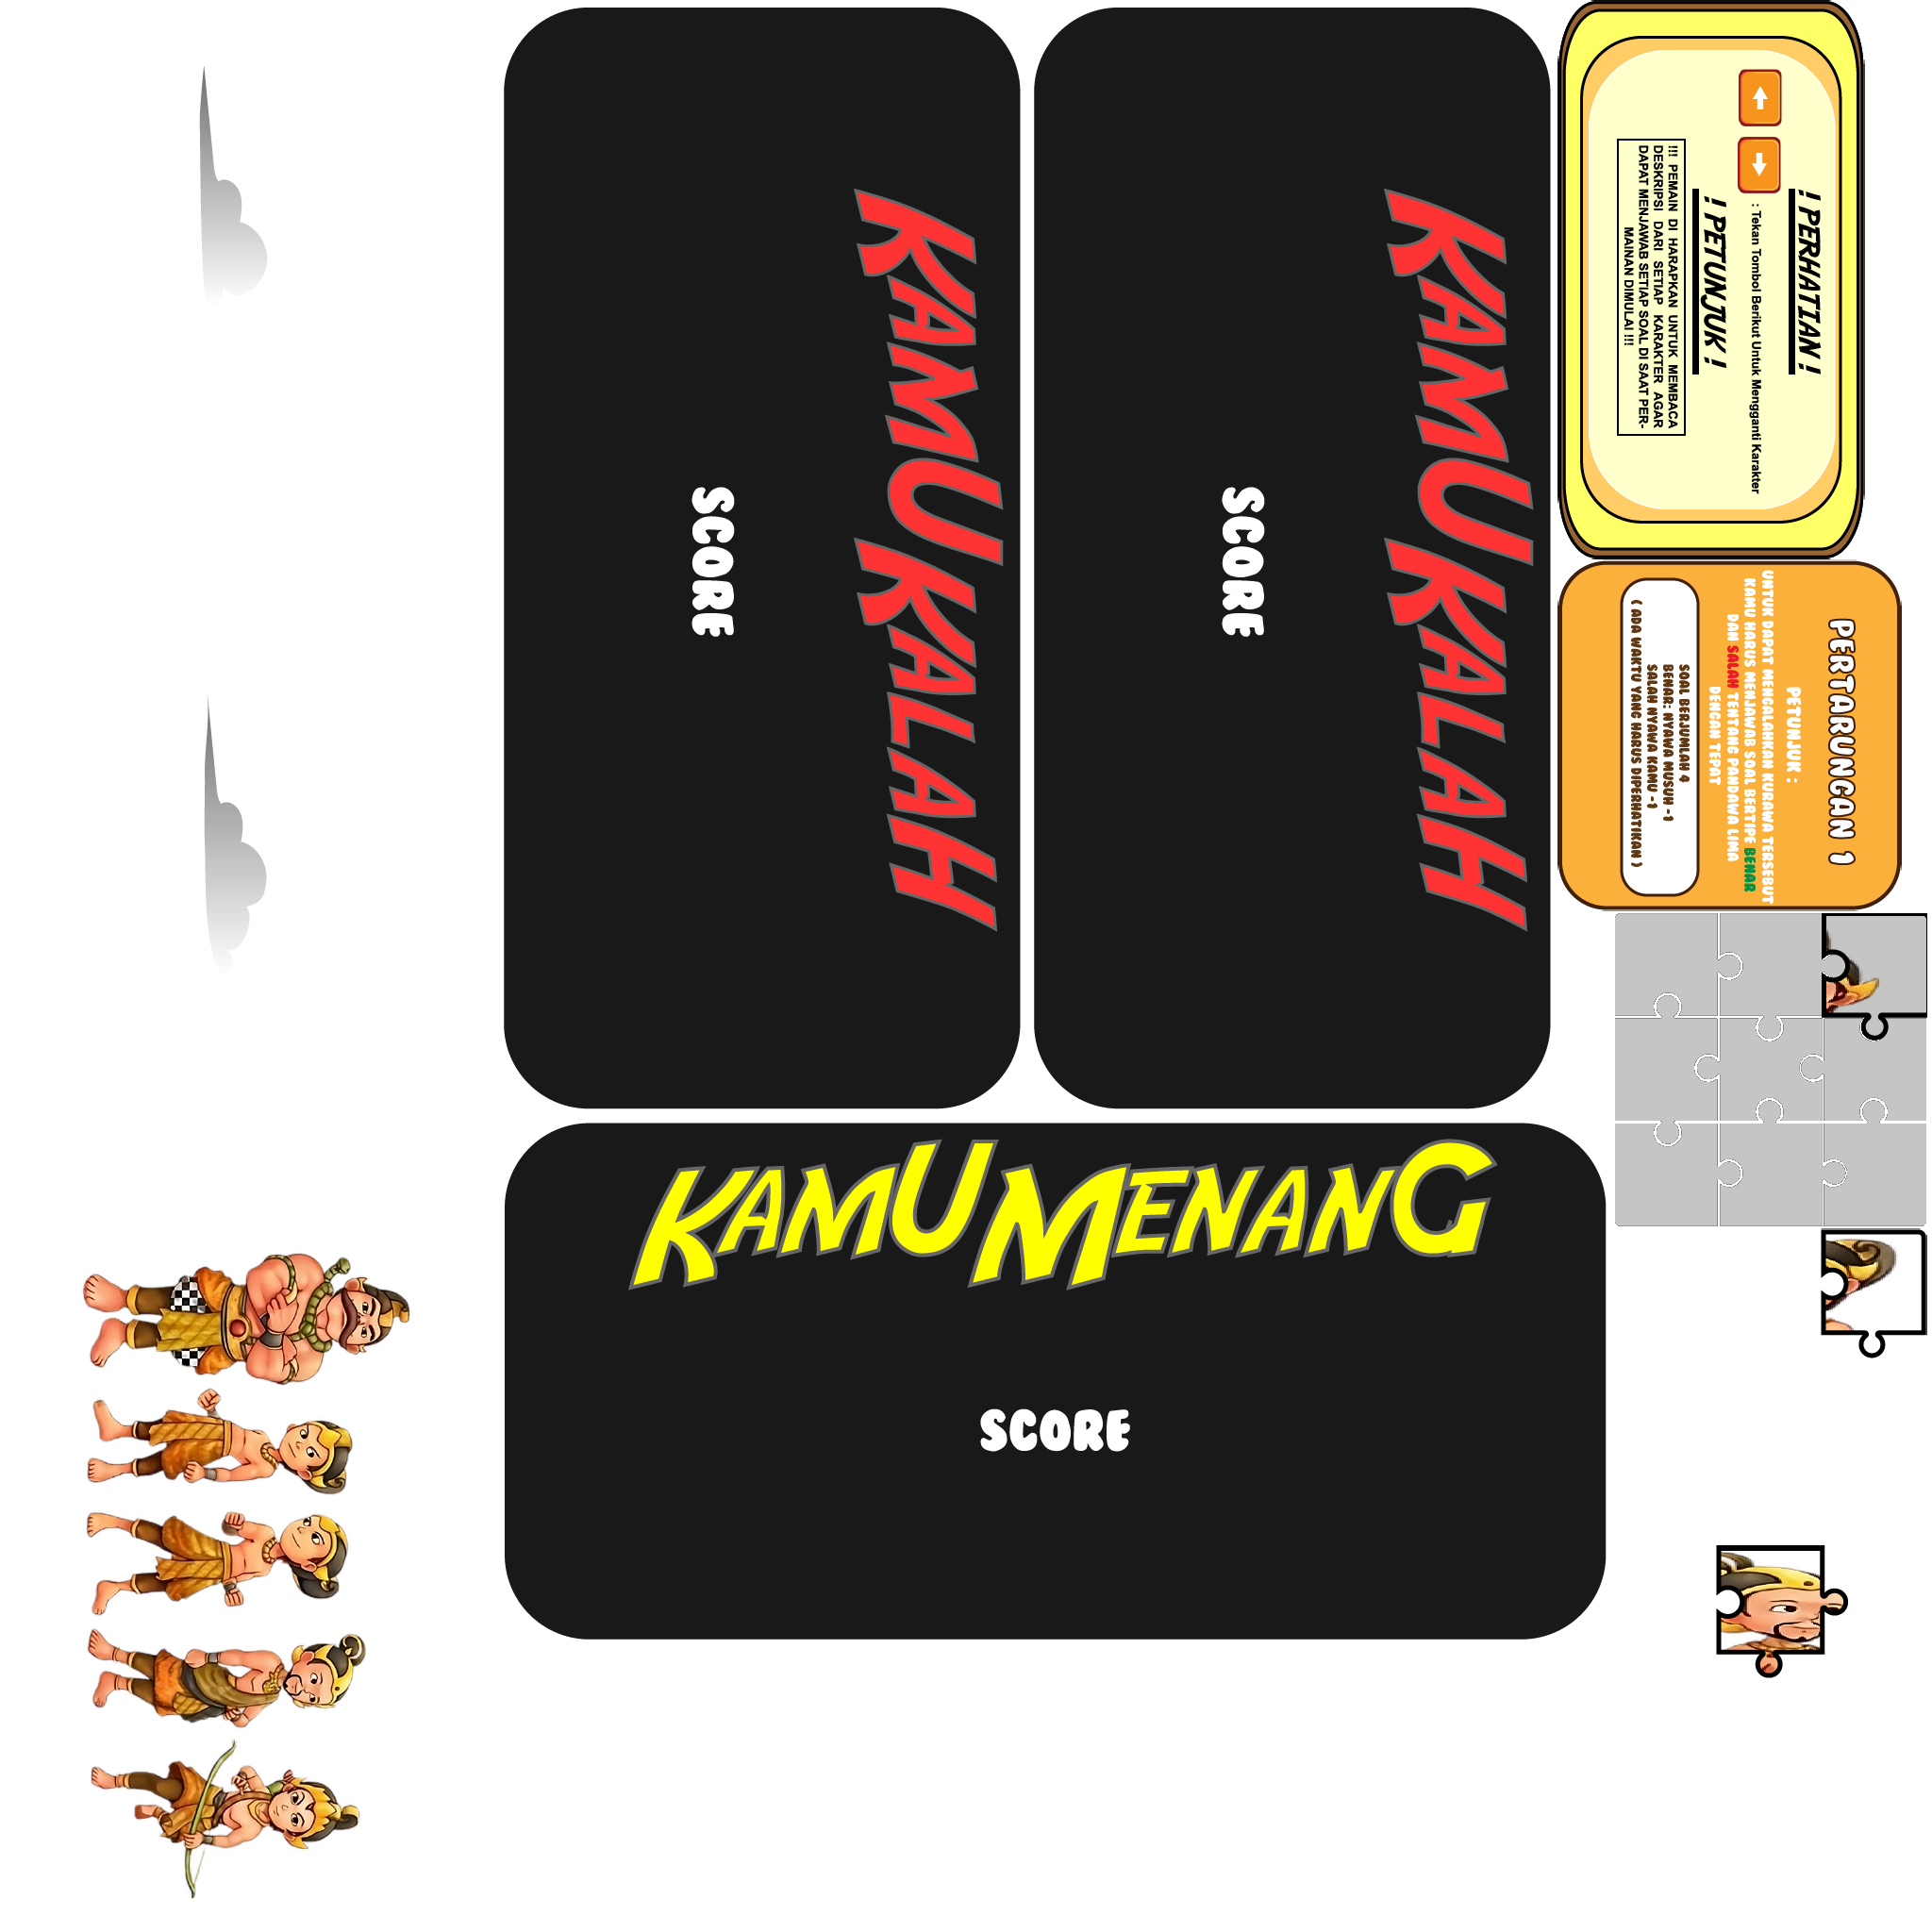 KAMU KALAH
SCORE
KAMU KALAH
SCORE
! PERHATIAN !
: Tekan Tombol Berikut Untuk Mengganti Karakter
! PETUNJUK !
!!! PEMAIN DI HARAPKAN UNTUK MEMBACA
DESKRIPSI DARI SETIAP KARAKTER AGAR
DAPAT MENJAWAB SETIAP SOAL DI SAAT PER-
MAINAN DIMULAI !!!
PERTARUNGAN 1
PETUNJUK :
UNTUK DAPAT MENGALAHKAN KURAWA TERSEBUT
KAMU HARUS MENJAWAB SOAL BERTIPE BENAR
DAN SALAH TENTANG PANDAWA LIMA
DENGAN TEPAT
SOAL BERJUMLAH 4
BENAR: NYAWA MUSUH -1
SALAH NYAWA KAMU -1
( ADA WAKTU YANG HARUS DIPERHATIKAN )
KAMU MENANG
SCORE